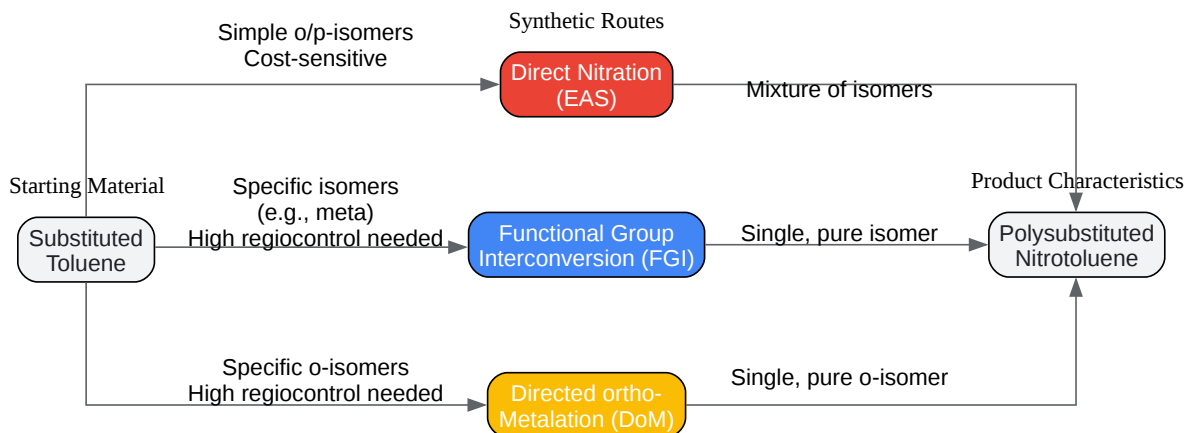 Synthetic Routes
Simple o/p-isomers
Cost-sensitive
Direct Nitration
(EAS)
Mixture of isomers
Starting Material
Product Characteristics
Substituted
Toluene
Specific isomers
(e.g., meta)
High regiocontrol needed
Functional Group
Interconversion (FGI)
Single, pure isomer
Polysubstituted
Nitrotoluene
Specific o-isomers
High regiocontrol needed
Directed ortho-
Metalation (DoM)
Single, pure o-isomer